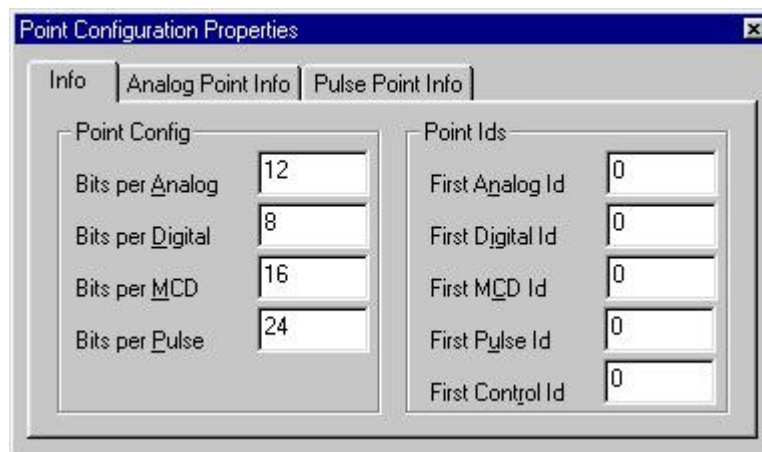 Point Configuration Properties
Info
Analog Point Info
Pulse Point Info
Point Config
Bits per Analog
12
Bits per Digital
8
Bits per MCD
16
Bits per Pulse
24
Point Ids
First Analog Id
0
First Digital Id
0
First MCD Id
0
First Pulse Id
0
First Control Id
0